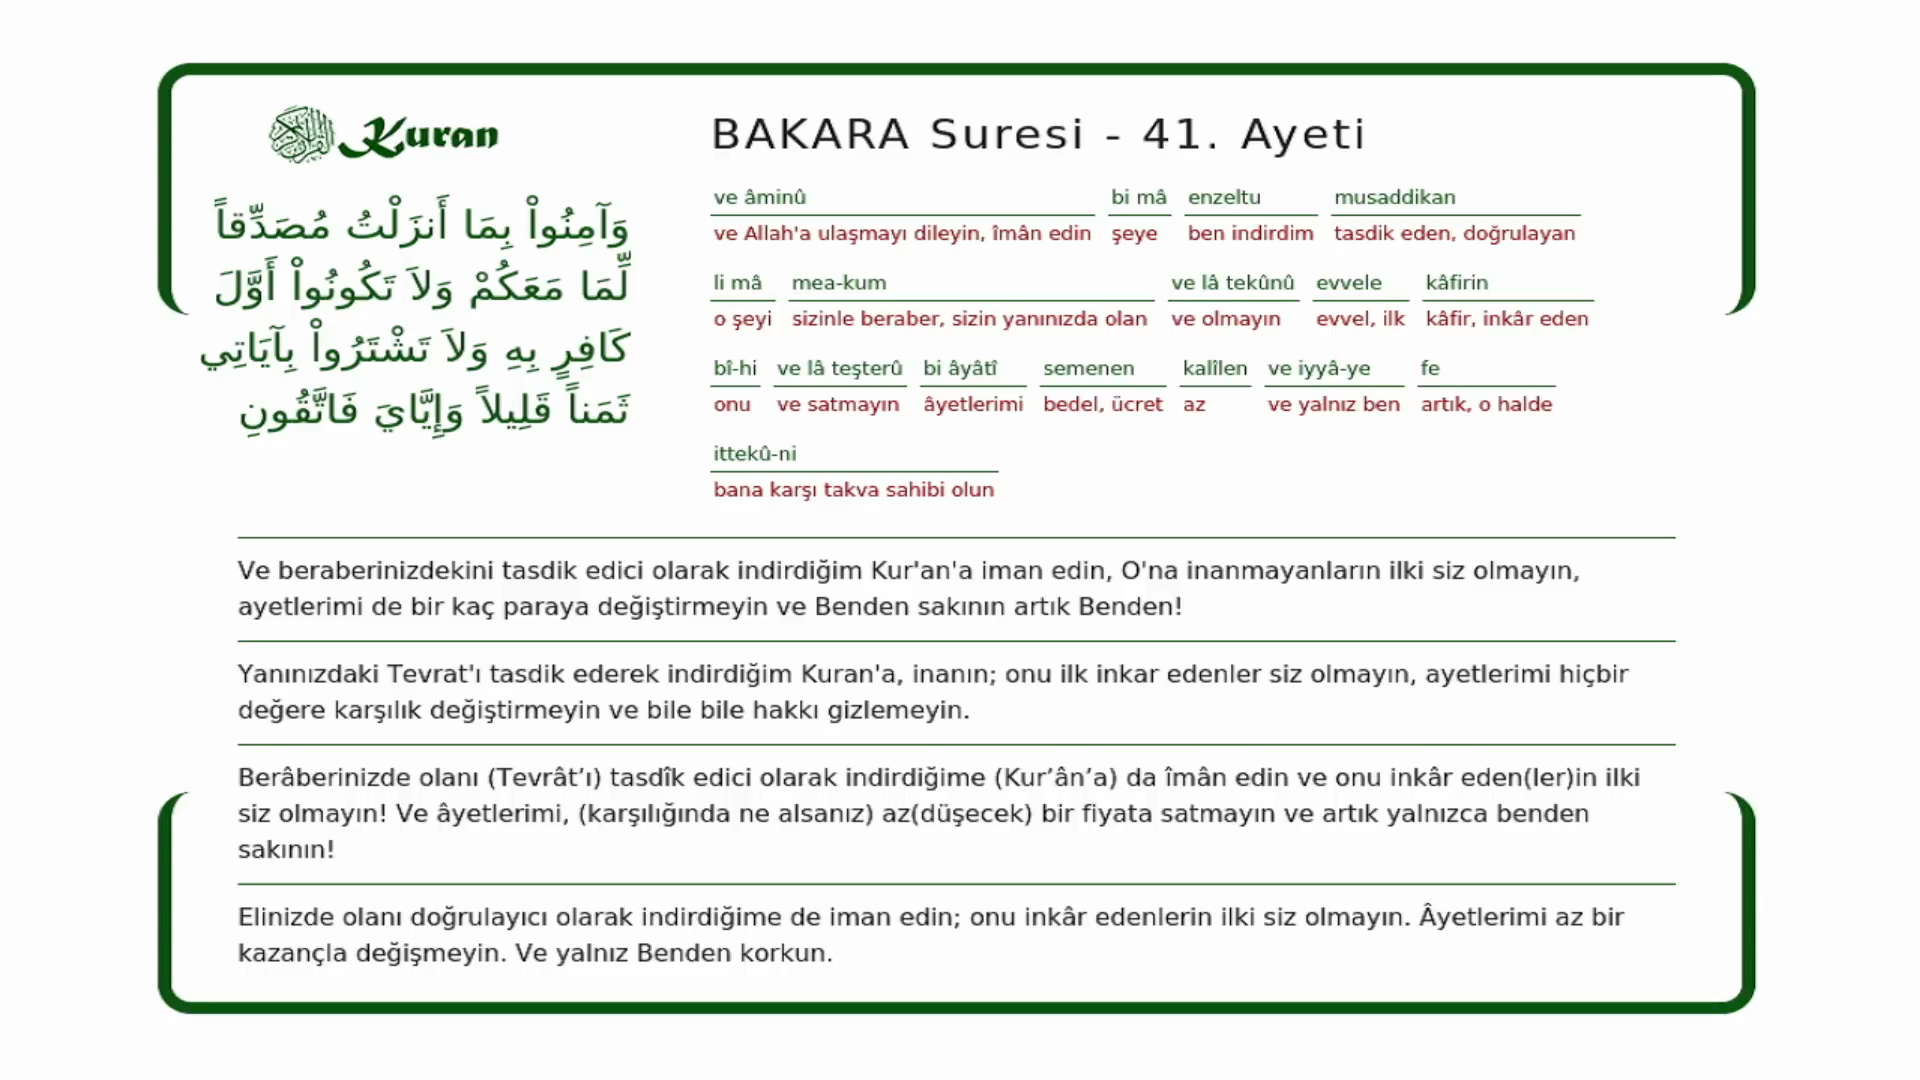 Kuran
BAKARA Suresi - 41. Ayeti
وَآمِنُواْ بِمَا أَنزَلْتُ مُصَدِّقاً
لِّمَا مَعَكُمْ وَلاَ تَكُونُواْ أَوَّلَ
كَافِرٍ بِهِ وَلاَ تَشْتَرُواْ بِآيَاتِي
ثَمَناً قَلِيلاً وَإِيَّايَ فَاتَّقُونِ
ve âminû bi mâ enzeltu musaddikan
ve Allah'a ulaşmayı dileyin, îmân edin şeye ben indirdim tasdik eden, doğrulayan
li mâ mea-kum ve lâ tekûnû evvele kâfirin
o şeyi sizinle beraber, sizin yanınızda olan ve olmayın evvel, ilk kâfir, inkâr eden
bî-hi ve lâ teşterû bi âyâtî semenen kalîlen ve iyyâ-ye fe
onu ve satmayın âyetlerimi bedel, ücret az ve yalnız ben artık, o halde
ittekû-ni
bana karşı takva sahibi olun
Ve beraberinizdekini tasdik edici olarak indirdiğim Kur'an'a iman edin, O'na inanmayanların ilki siz olmayın,
ayetlerimi de bir kaç paraya değiştirmeyin ve Benden sakının artık Benden!
Yanınızdaki Tevrat'ı tasdik ederek indirdiğim Kuran'a, inanın; onu ilk inkar edenler siz olmayın, ayetlerimi hiçbir
değere karşılık değiştirmeyin ve bile bile hakkı gizlemeyin.
Berâberinizde olanı (Tevrât’ı) tasdîk edici olarak indirdiğime (Kur’ân’a) da îmân edin ve onu inkâr eden(ler)in ilki
siz olmayın! Ve âyetlerimi, (karşılığında ne alsanız) az(düşecek) bir fiyata satmayın ve artık yalnızca benden
sakının!
Elinizde olanı doğrulayıcı olarak indirdiğime de iman edin; onu inkâr edenlerin ilki siz olmayın. Âyetlerimi az bir
kazançla değişmeyin. Ve yalnız Benden korkun.